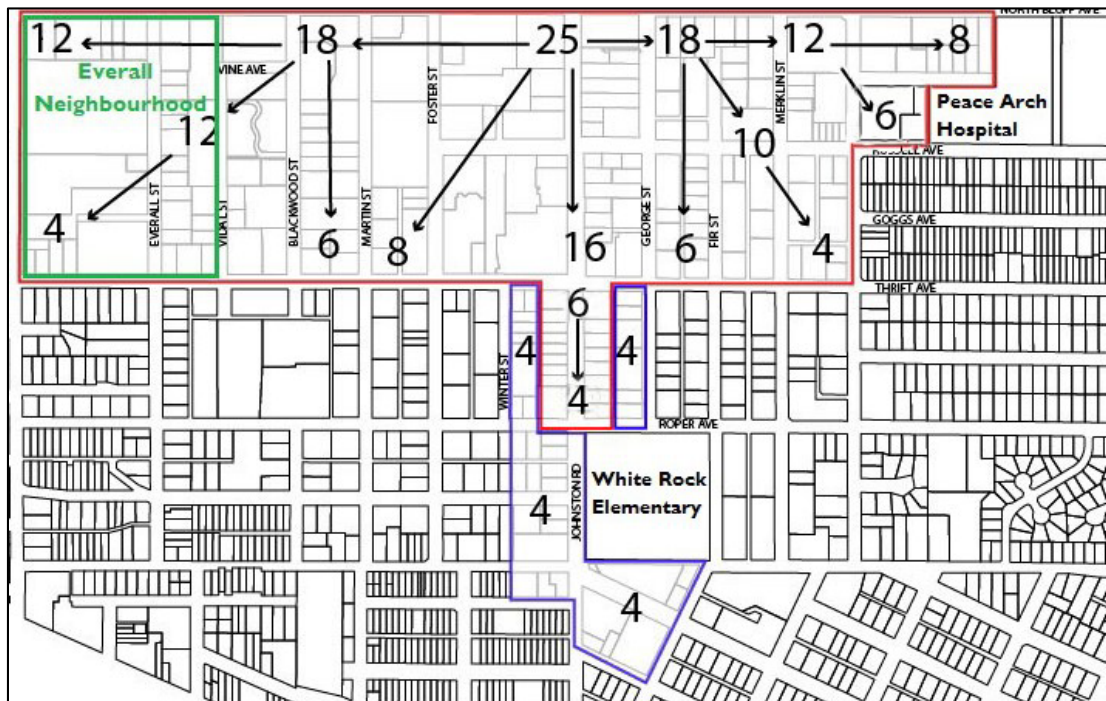 NORTH BLUFF AVE
12
18
25
18
12
8
Everall
Neighbourhood
VINE AVE
FOSTER ST
MERKLIN ST
Peace Arch
Hospital
12
6
10
RUSSELL AVE
EVERALL ST
VIDAL ST
BLACKWOOD ST
MARTIN ST
GEORGE ST
FIR ST
GOGGS AVE
4
6
8
16
6
4
THRIFT AVE
6
WINTER ST
4
4
4
ROPER AVE
White Rock
Elementary
JOHNSTON RD
4
4